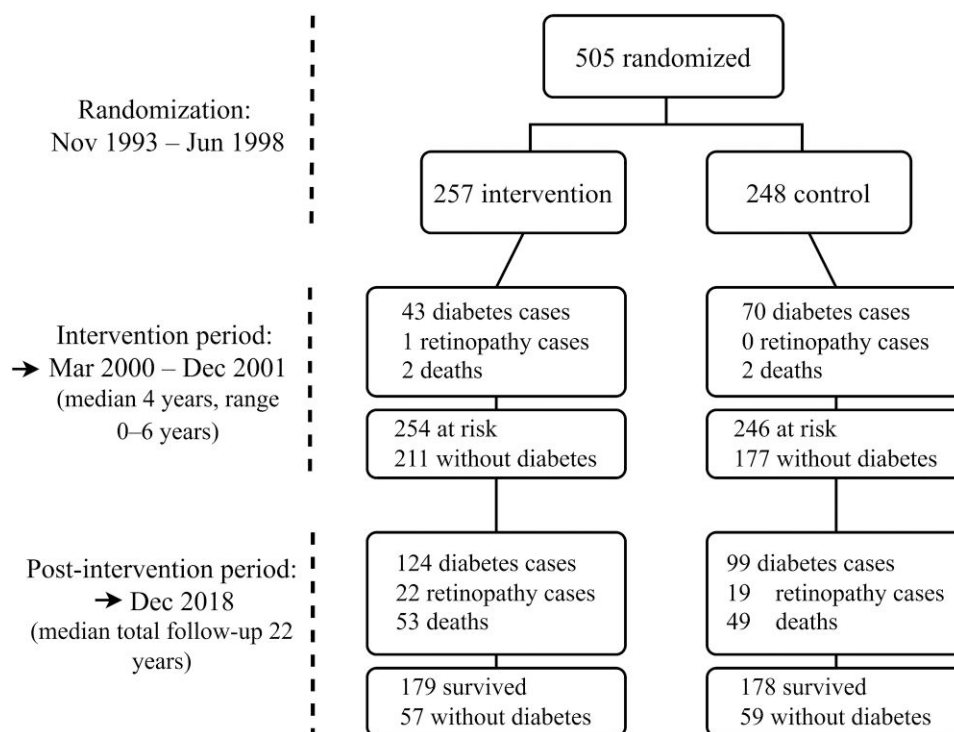 505 randomized
Randomization:
Nov 1993 – Jun 1998
257 intervention
248 control
43 diabetes cases
1 retinopathy cases
2 deaths
70 diabetes cases
0 retinopathy cases
2 deaths
Intervention period:
➔ Mar 2000 – Dec 2001
(median 4 years, range
0–6 years)
254 at risk
211 without diabetes
246 at risk
177 without diabetes
124 diabetes cases
22 retinopathy cases
53 deaths
99 diabetes cases
19 retinopathy cases
49 deaths
Post-intervention period:
➔ Dec 2018
(median total follow-up 22
years)
179 survived
57 without diabetes
178 survived
59 without diabetes